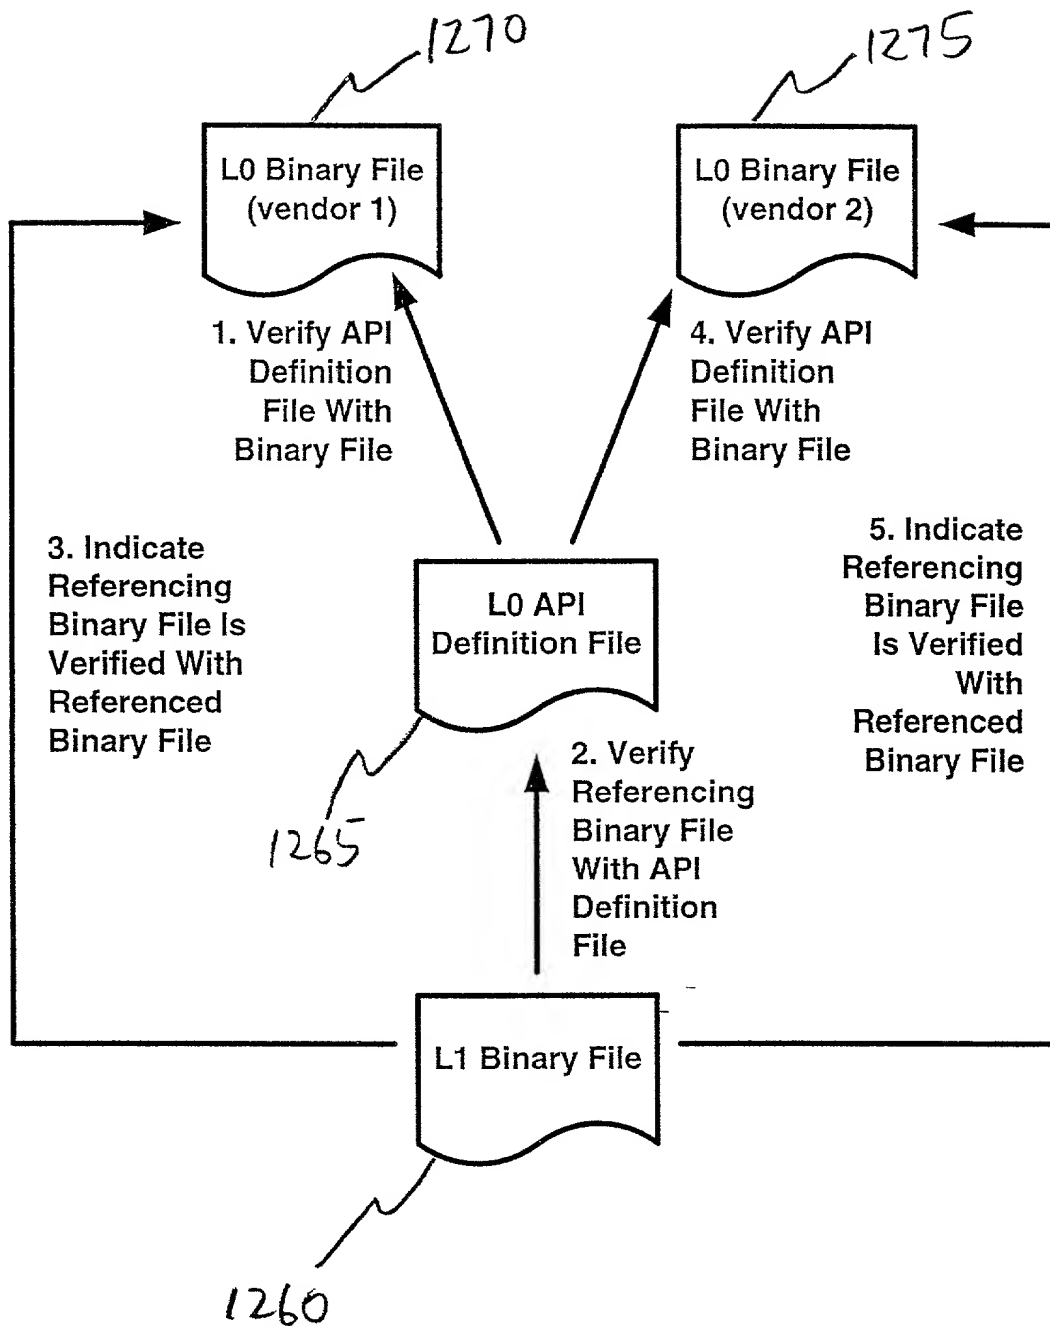 1270
1275
L0 Binary File
(vendor 1)
L0 Binary File
(vendor 2)
1. Verify API
Definition
File With
Binary File
4. Verify API
Definition
File With
Binary File
3. Indicate
Referencing
Binary File Is
Verified With
Referenced
Binary File
L0 API
Definition File
5. Indicate
Referencing
Binary File
Is Verified
With
Referenced
Binary File
1265
2. Verify
Referencing
Binary File
With API
Definition
File
L1 Binary File
1260